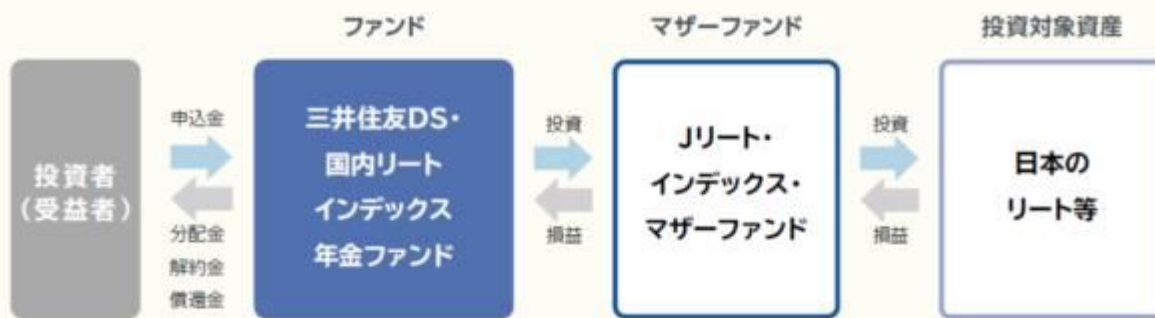 ファンド
マザーファンド
投資対象資産
投資者
（受益者）
申込金
分配金
解約金
償還金
三井住友DS・
国内リート
インデックス
年金ファンド
投資
損益
Jリート・
インデックス・
マザーファンド
投資
損益
日本の
リート等